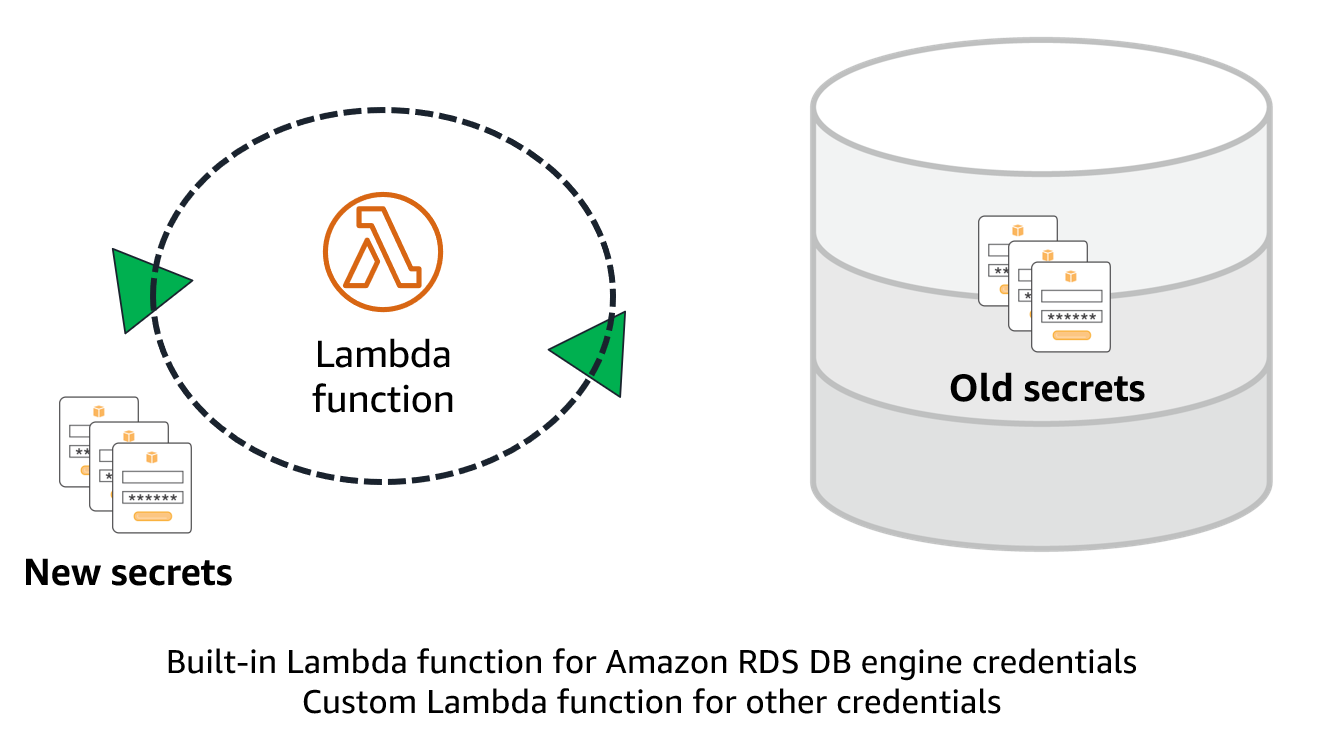 Lambda
function
******
******
Old secrets
New secrets
Built-in Lambda function for Amazon RDS DB engine credentials
Custom Lambda function for other credentials